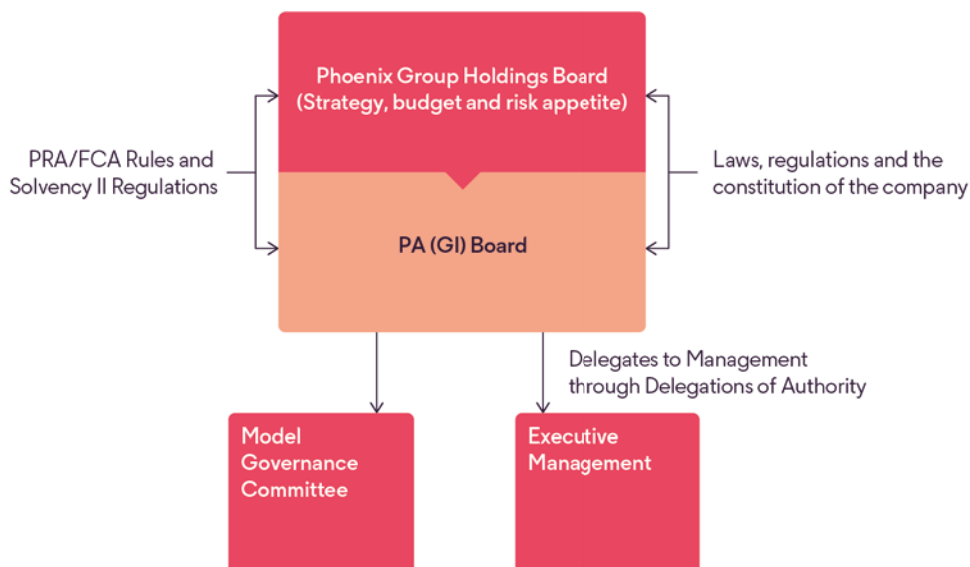 Phoenix Group Holdings Board
(Strategy, budget and risk appetite)
PRA/FCA Rules and
Solvency II Regulations
Laws, regulations and the
constitution of the company
PA (GI) Board
Delegates to Management
through Delegations of Authority
Model
Governance
Committee
Executive
Management